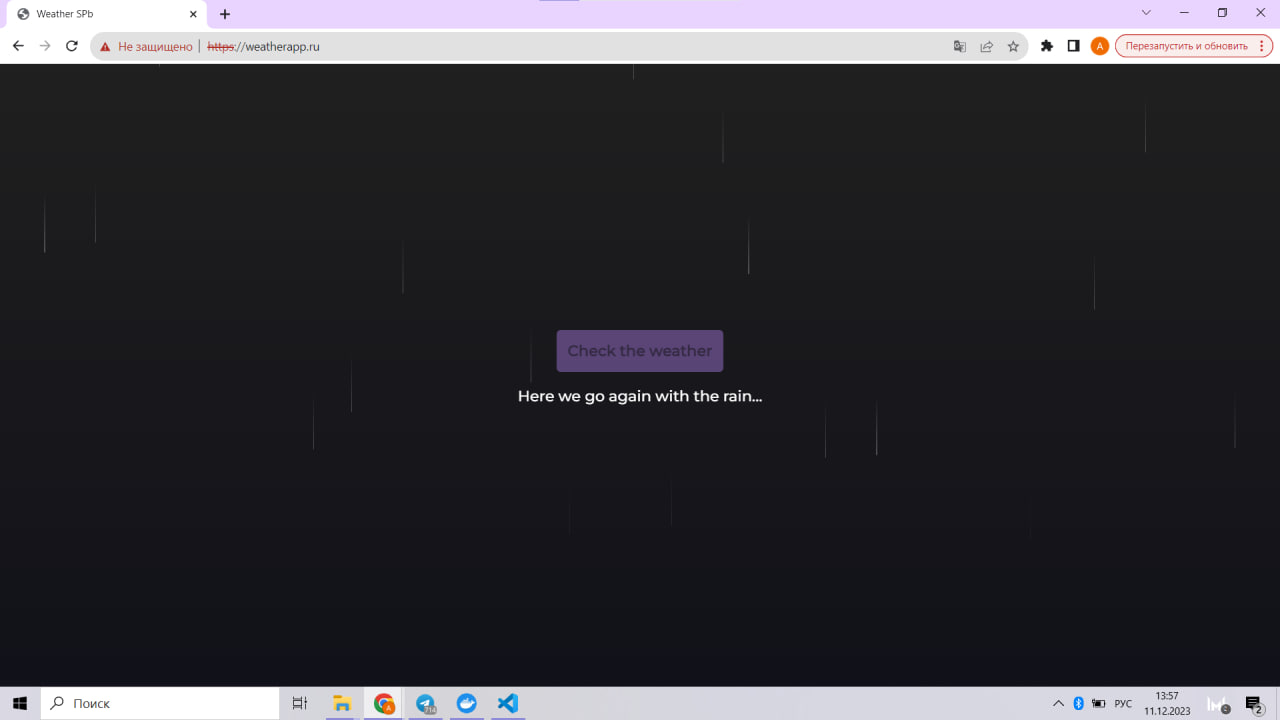 Weather SPb
Не защищено
https://weatherapp.ru
A
Перезапустить и обновить
Check the weather
Here we go again with the rain...
Поиск
A
714
РУС
13:57
11.12.2023
2